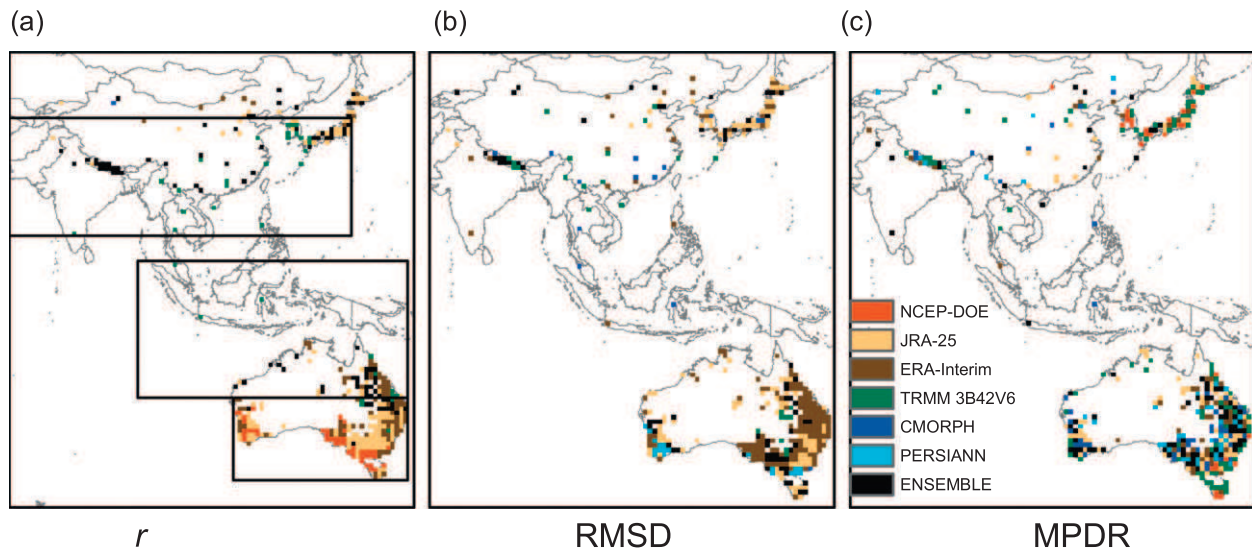 (a)
(b)
(c)
NCEP-DOE
JRA-25
ERA-Interim
TRMM 3B42V6
CMORPH
PERSIANN
ENSEMBLE
r
RMSD
MPDR